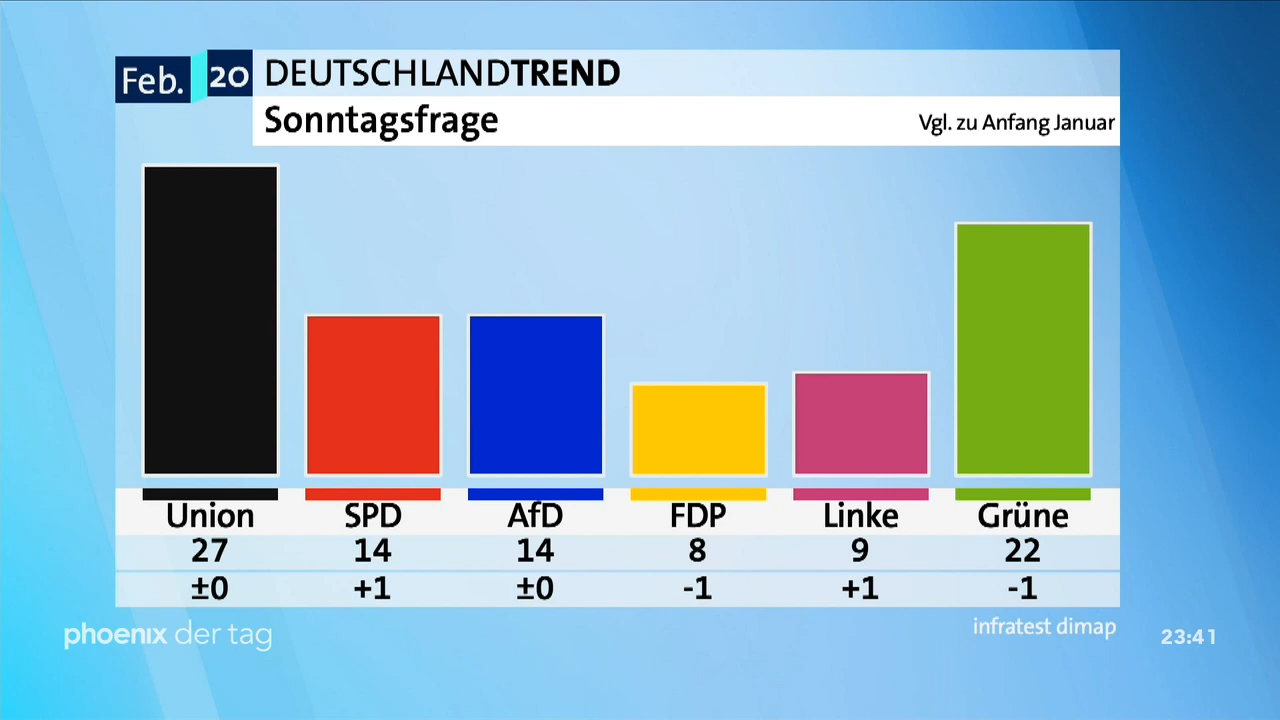 Feb. 20 DEUTSCHLANDTREND
Sonntagsfrage Vgl. zu Anfang Januar
Union SPD AfD FDP Linke Grüne
27 14 14 8 9 22
±0 +1 ±0 -1 +1 -1
infratest dimap
phoenix der tag 23:41